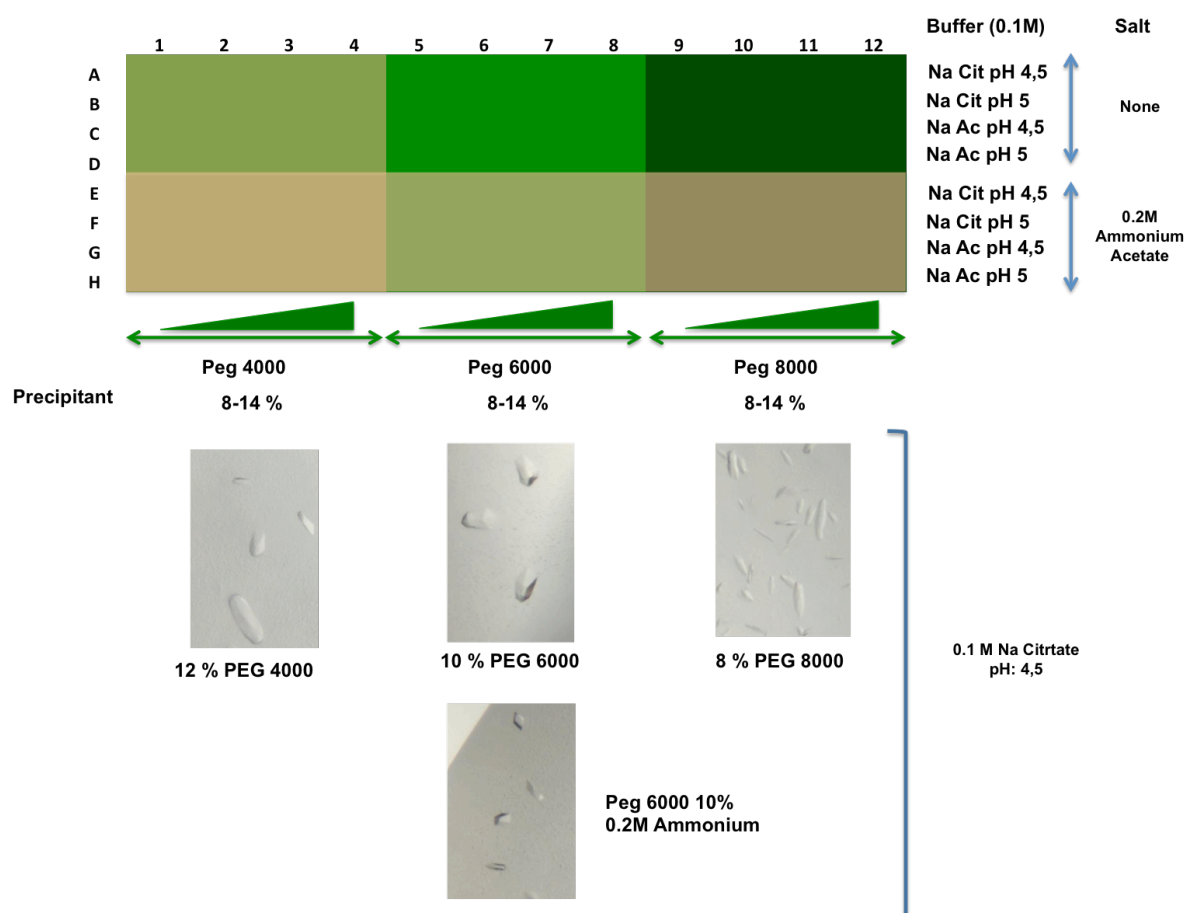 Buffer (0.1M) Salt
1 2 3 4 5 6 7 8 9 10 11 12
A Na Cit pH 4,5
B Na Cit pH 5
None
C Na Ac pH 4,5
D Na Ac pH 5
E Na Cit pH 4,5
F Na Cit pH 5
G Na Ac pH 4,5
H Na Ac pH 5
0.2M
Ammonium
Acetate
Peg 4000 Peg 6000 Peg 8000
Precipitant 8-14 % 8-14 % 8-14 %
12 % PEG 4000 10 % PEG 6000 8 % PEG 8000
0.1 M Na Citrtate
pH: 4,5
Peg 6000 10%
0.2M Ammonium